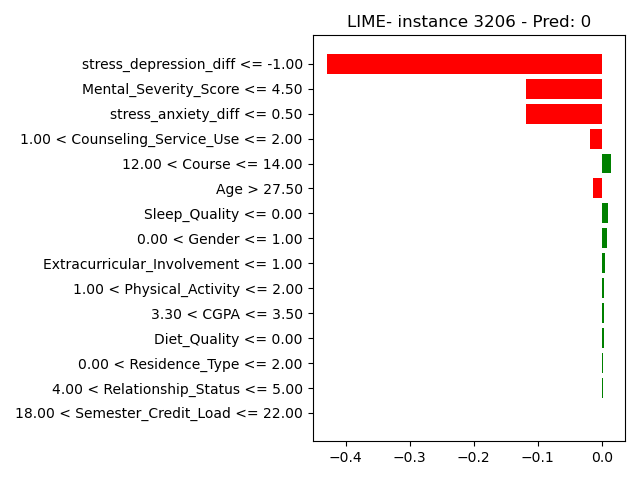 LIME- instance 3206 - Pred: 0
stress_depression_diff <= -1.00
Mental_Severity_Score <= 4.50
stress_anxiety_diff <= 0.50
1.00 < Counseling_Service_Use <= 2.00
12.00 < Course <= 14.00
Age > 27.50
Sleep_Quality <= 0.00
0.00 < Gender <= 1.00
Extracurricular_Involvement <= 1.00
1.00 < Physical_Activity <= 2.00
3.30 < CGPA <= 3.50
Diet_Quality <= 0.00
0.00 < Residence_Type <= 2.00
4.00 < Relationship_Status <= 5.00
18.00 < Semester_Credit_Load <= 22.00
−0.4 −0.3 −0.2 −0.1 0.0